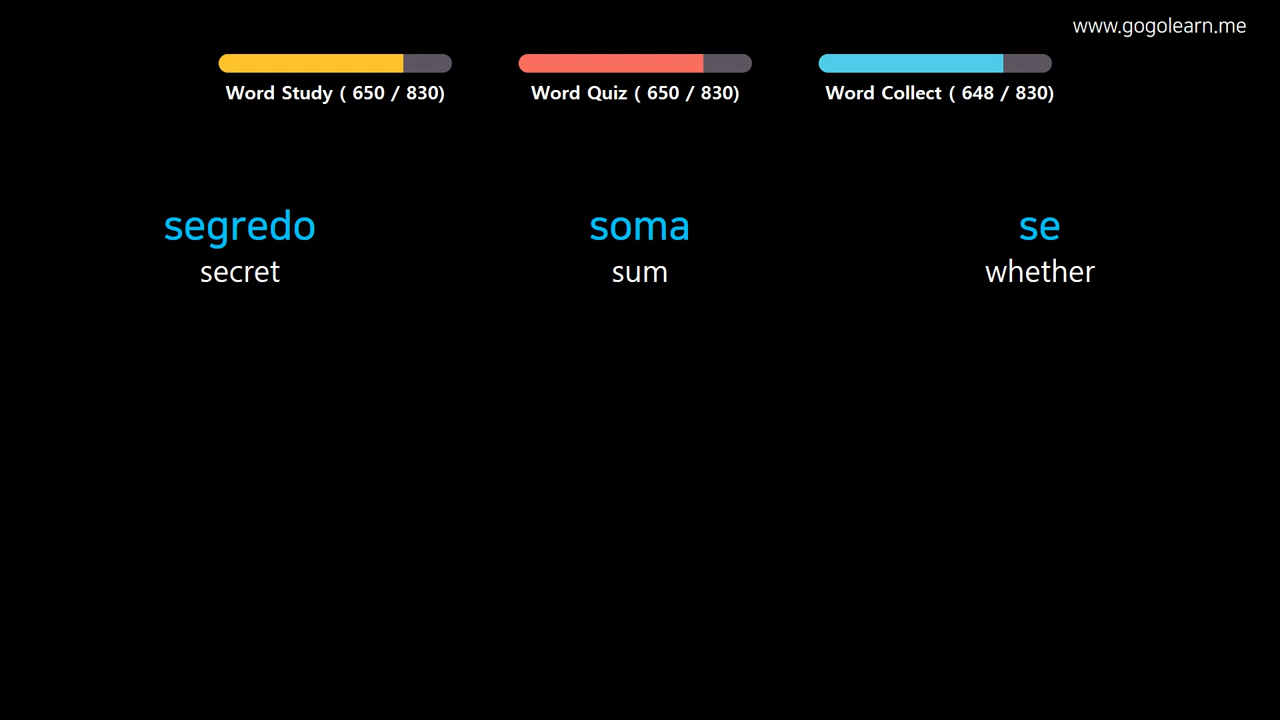 www.gogolearn.me
Word Study ( 650 / 830)
Word Quiz ( 650 / 830)
Word Collect ( 648 / 830)
segredo
secret
soma
sum
se
whether